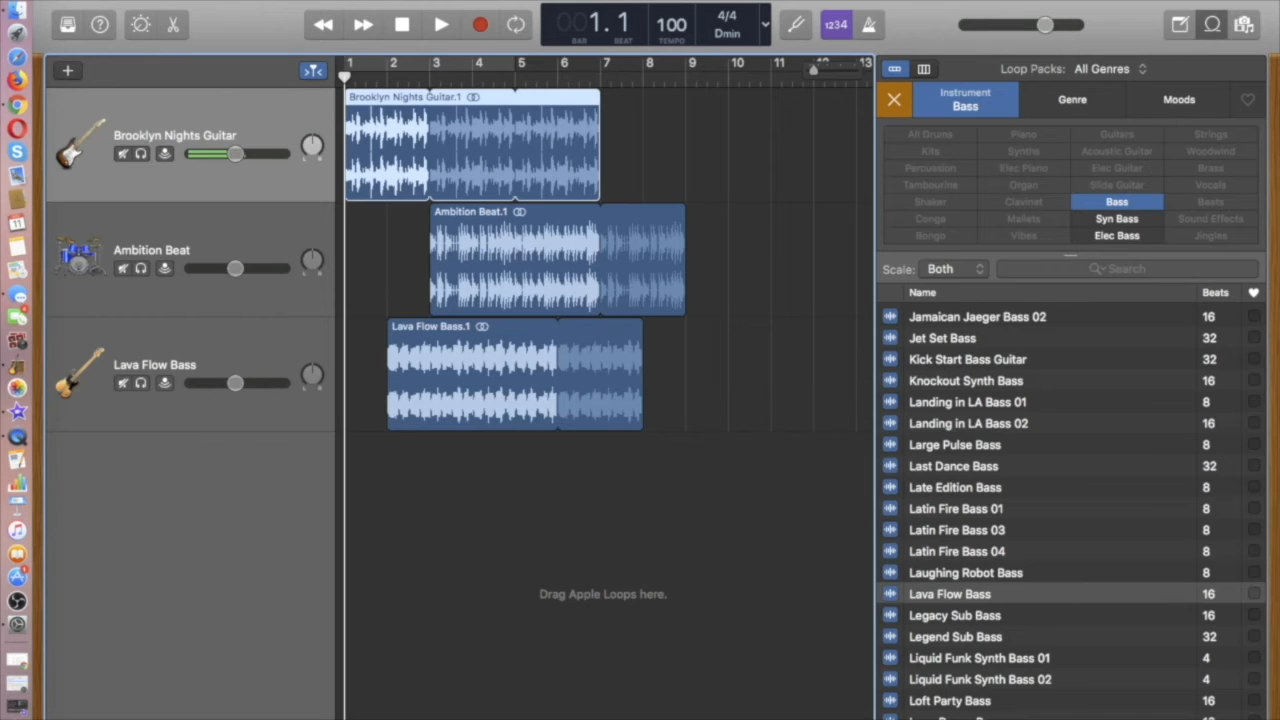 001.1
BAR BEAT
100
TEMPO
4/4
Dmin
1234
1 2 3 4 5 6 7 8 9 10 11 12 13
Loop Packs: All Genres
Instrument
Bass
Genre
Moods
All Drums Piano Guitars Strings
Kits Synths Acoustic Guitar Woodwind
Percussion Elec Piano Elec Guitar Brass
Tambourine Organ Slide Guitar Vocals
Shaker Clavinet Bass Beats
Conga Mallets Syn Bass Sound Effects
Bongo Vibe Elec Bass Jingles
Scale: Both Search
Name Beats
Jamaican Jaeger Bass 02 16
Jet Set Bass 32
Kick Start Bass Guitar 32
Knockout Synth Bass 16
Landing in LA Bass 01 8
Landing in LA Bass 02 16
Large Pulse Bass 8
Last Dance Bass 32
Late Edition Bass 8
Latin Fire Bass 01 8
Latin Fire Bass 03 8
Latin Fire Bass 04 8
Laughing Robot Bass 8
Lava Flow Bass 16
Legacy Sub Bass 16
Legend Sub Bass 32
Liquid Funk Synth Bass 01 4
Liquid Funk Synth Bass 02 4
Loft Party Bass 16
Brooklyn Nights Guitar
Brooklyn Nights Guitar.1
Ambition Beat
Ambition Beat.1
Lava Flow Bass
Lava Flow Bass.1
Drag Apple Loops here.
11